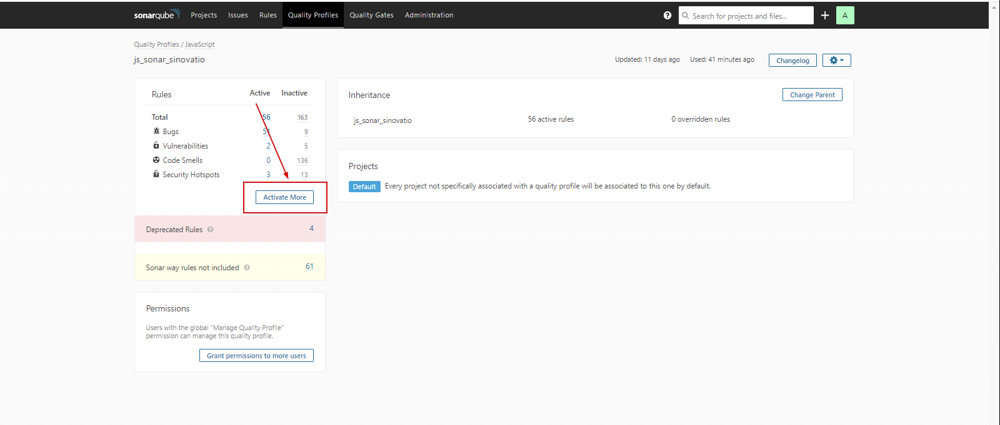 sonarqube Projects Issues Rules Quality Profiles Quality Gates Administration ? Search for projects and files... + A
Quality Profiles / JavaScript
js_sonar_sinovatio
Updated: 11 days ago Used: 41 minutes ago Changelog
Rules Active Inactive
Total 56 163
Bugs 51 9
Vulnerabilities 2 5
Code Smells 0 136
Security Hotspots 3 13
Activate More
Deprecated Rules ? 4
Sonar way rules not included ? 61
Permissions
Users with the global "Manage Quality Profile"
permission can manage this quality profile.
Grant permissions to more users
Inheritance Change Parent
js_sonar_sinovatio 56 active rules 0 overridden rules
Projects
Default Every project not specifically associated with a quality profile will be associated to this one by default.